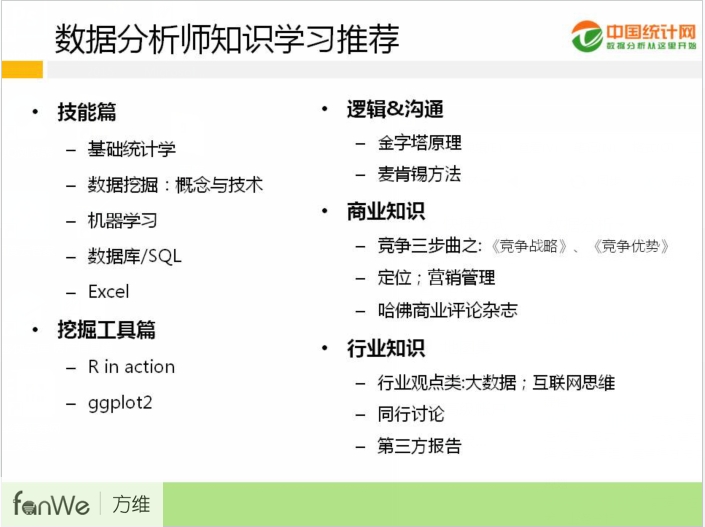 数据分析师知识学习推荐
中国统计网
数据分析从这里开始
• 技能篇
– 基础统计学
– 数据挖掘：概念与技术
– 机器学习
– 数据库/SQL
– Excel
• 挖掘工具篇
– R in action
– ggplot2
• 逻辑&沟通
– 金字塔原理
– 麦肯锡方法
• 商业知识
– 竞争三步曲之: 《竞争战略》、《竞争优势》
– 定位；营销管理
– 哈佛商业评论杂志
• 行业知识
– 行业观点类:大数据；互联网思维
– 同行讨论
– 第三方报告
fanWe 方维